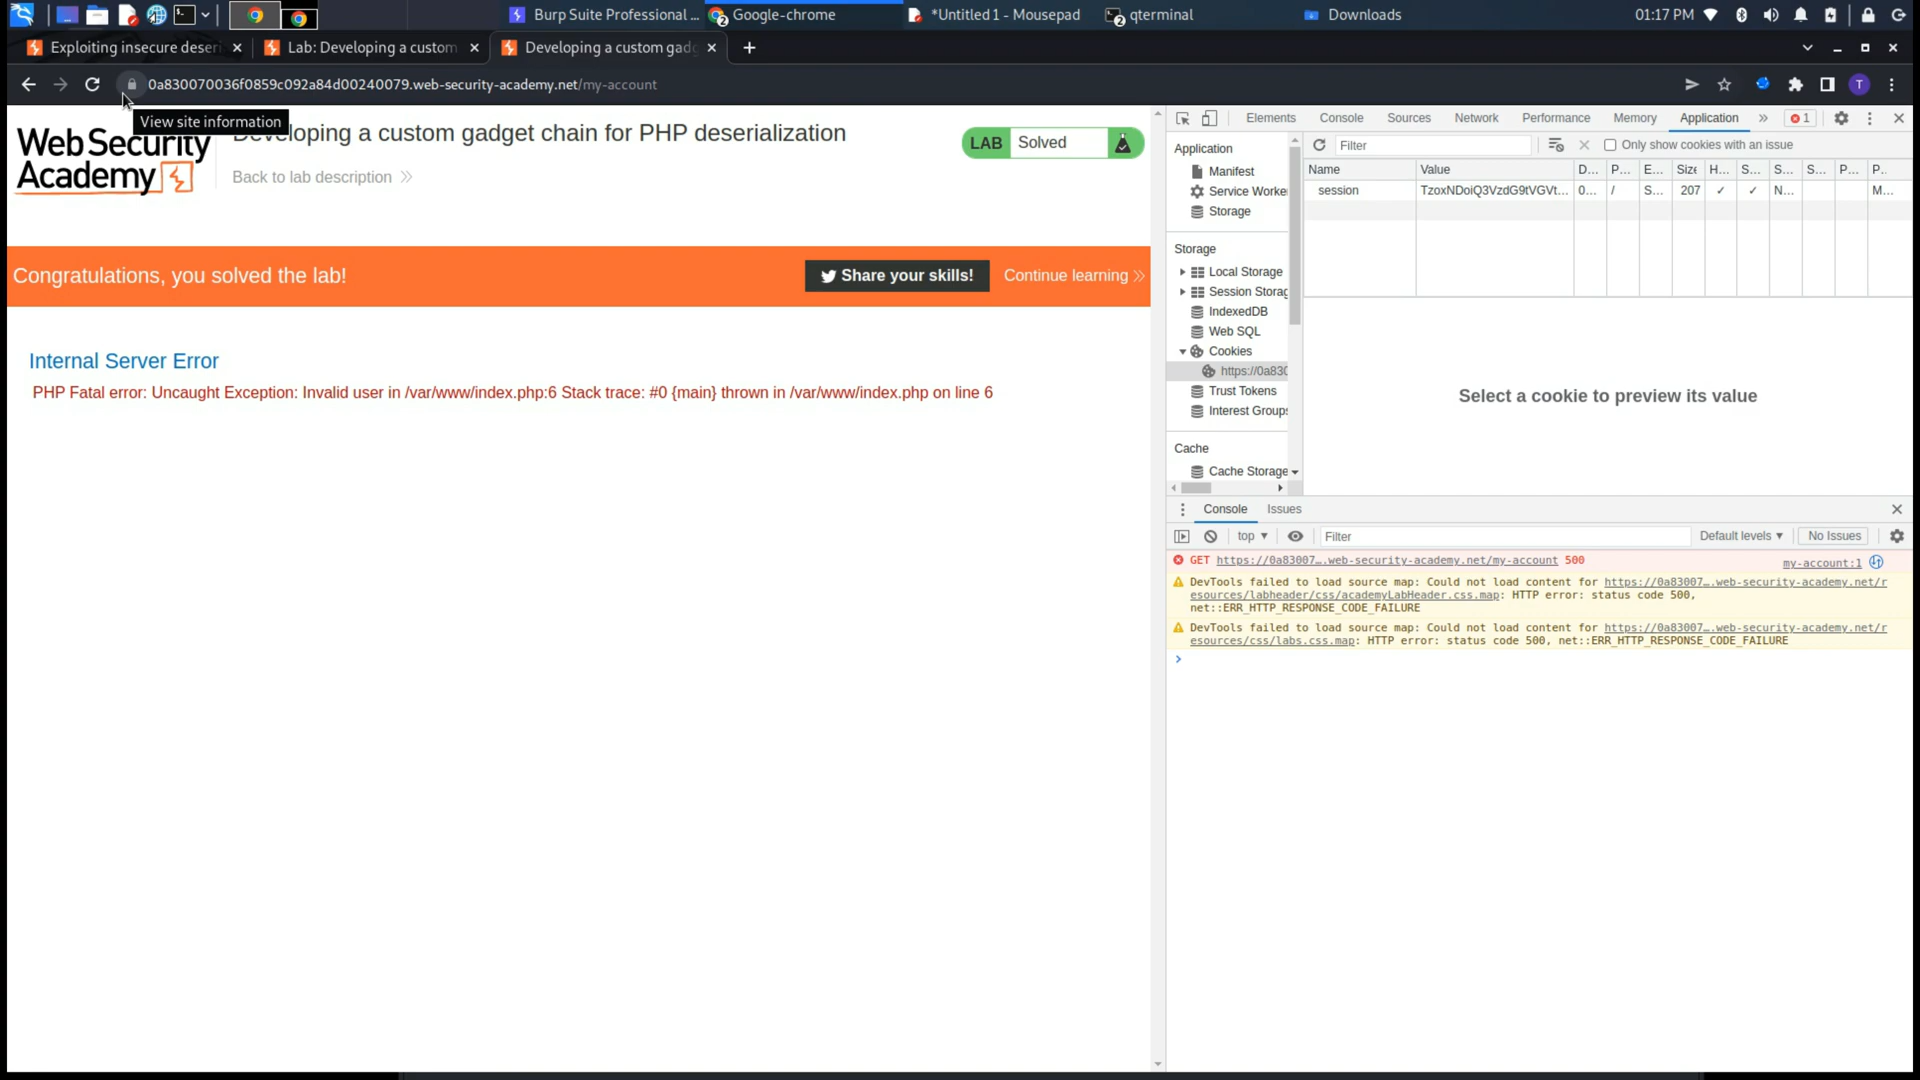 Burp Suite Professional ...
2
Google-chrome
*Untitled 1 - Mousepad
2
qterminal
Downloads
01:17 PM
Exploiting insecure deseri
Lab: Developing a custom
Developing a custom gadg
0a830070036f0859c092a84d00240079.web-security-academy.net/my-account
T
View site information
Web Security
Academy
loping a custom gadget chain for PHP deserialization
Back to lab description
LAB
Solved
Congratulations, you solved the lab!
Share your skills!
Continue learning
Internal Server Error
PHP Fatal error: Uncaught Exception: Invalid user in /var/www/index.php:6 Stack trace: #0 {main} thrown in /var/www/index.php on line 6
Elements
Console
Sources
Network
Performance
Memory
Application
1
Application
Manifest
Service Worke
Storage
Storage
Local Storage
Session Storag
IndexedDB
Web SQL
Cookies
https://0a830
Trust Tokens
Interest Groups
Cache
Cache Storage
Filter
Only show cookies with an issue
Name
Value
D...
P...
E...
Size
H...
S...
S...
S...
P...
P.
session
TzoxNDoiQ3VzdG9tVGVt...
0...
/
S...
207
✓
✓
N...
M...
Select a cookie to preview its value
Console
Issues
top
Filter
Default levels
No Issues
GET https://0a83007….web-security-academy.net/my-account 500
my-account:1
DevTools failed to load source map: Could not load content for https://0a83007….web-security-academy.net/r
esources/labheader/css/academyLabHeader.css.map: HTTP error: status code 500,
net::ERR_HTTP_RESPONSE_CODE_FAILURE
DevTools failed to load source map: Could not load content for https://0a83007….web-security-academy.net/r
esources/css/labs.css.map: HTTP error: status code 500, net::ERR_HTTP_RESPONSE_CODE_FAILURE